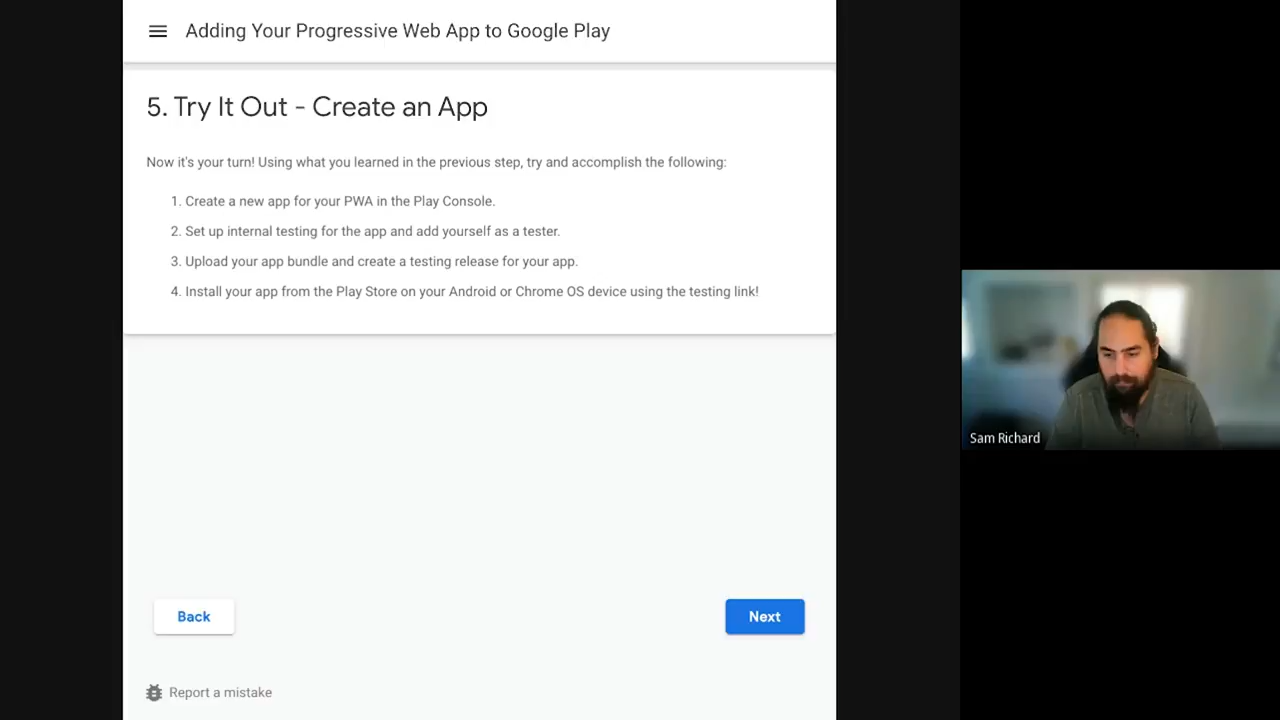 Adding Your Progressive Web App to Google Play
5. Try It Out - Create an App
Now it's your turn! Using what you learned in the previous step, try and accomplish the following:
1. Create a new app for your PWA in the Play Console.
2. Set up internal testing for the app and add yourself as a tester.
3. Upload your app bundle and create a testing release for your app.
4. Install your app from the Play Store on your Android or Chrome OS device using the testing link!
Sam Richard
Back
Next
Report a mistake